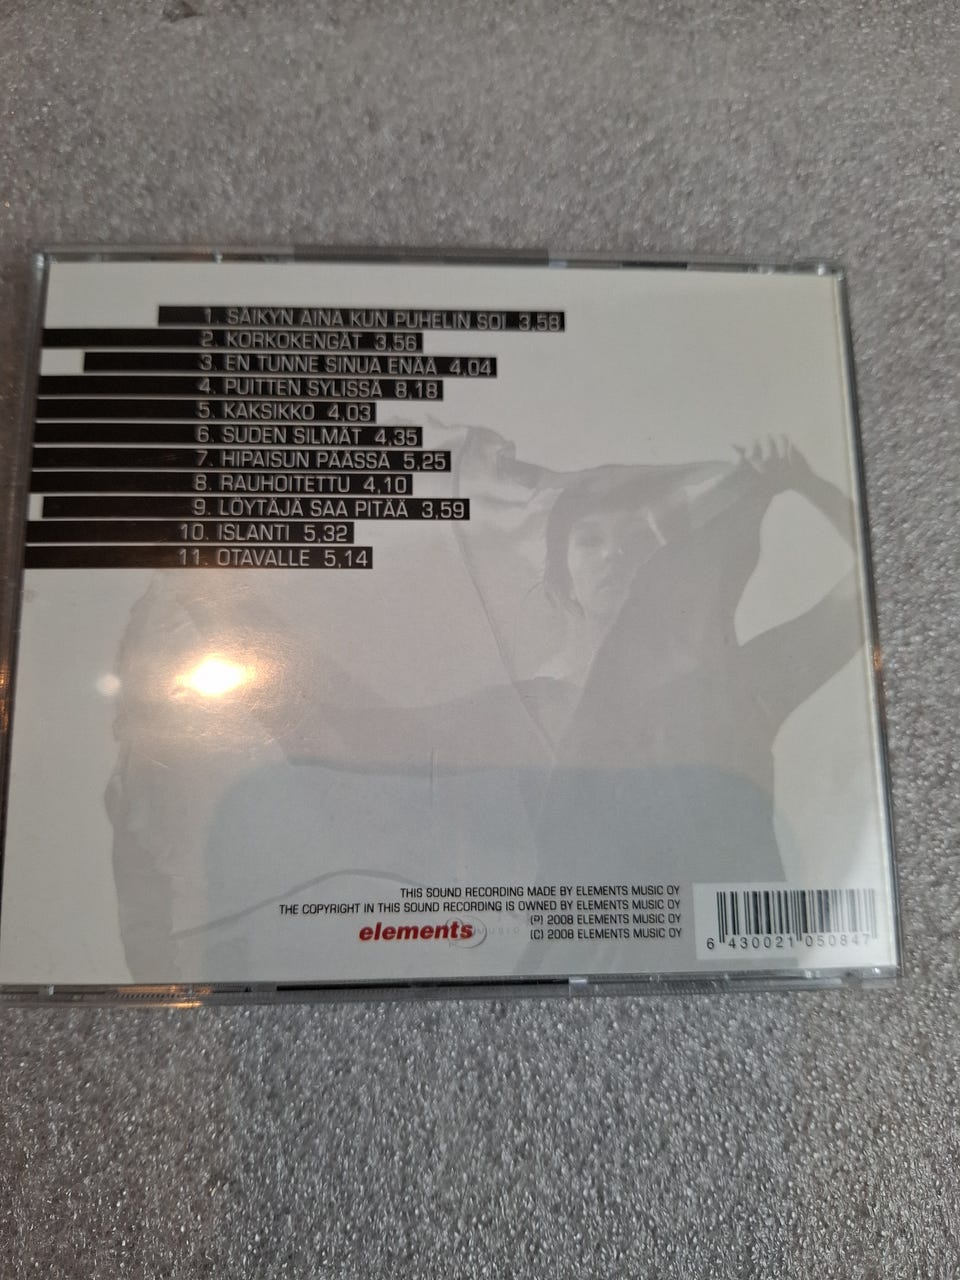 1. SÄIKYN AINA KUN PUHELIN SOI 3,58
2. KORKOKENGÄT 3,56
3. EN TUNNE SINUA ENÄÄ 4,04
4. PUITTEN SYLISSÄ 8,18
5. KAKSIKKO 4,03
6. SUDEN SILMÄT 4,35
7. HIPAISUN PÄÄSSÄ 5,25
8. RAUHOITETTU 4,10
9. LÖYTÄJÄ SAA PITÄÄ 3,59
10. ISLANTI 5,32
11. OTAVALLE 5,14
THIS SOUND RECORDING MADE BY ELEMENTS MUSIC OY
THE COPYRIGHT IN THIS SOUND RECORDING IS OWNED BY ELEMENTS MUSIC OY
(P) 2008 ELEMENTS MUSIC OY
(C) 2008 ELEMENTS MUSIC OY
elements MUSIC
6 430021 050847